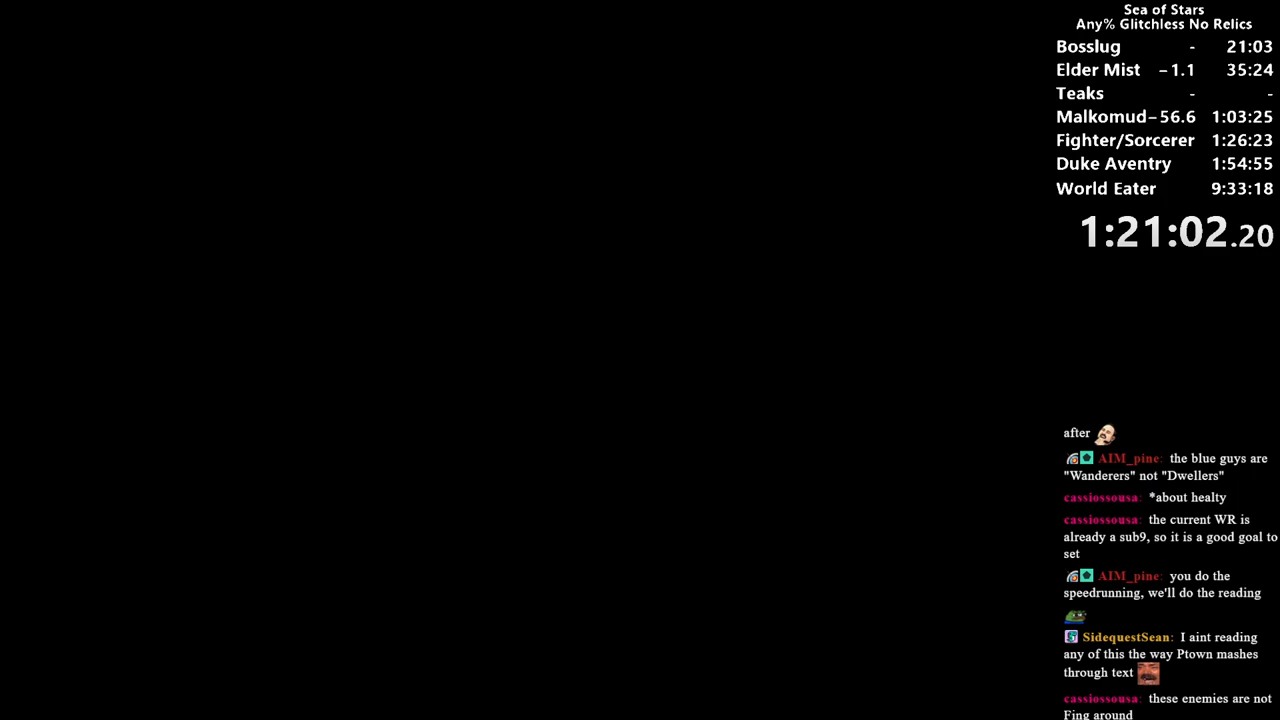 Sea of Stars
Any% Glitchless No Relics
Bosslug - 21:03
Elder Mist -1.1 35:24
Teaks - -
Malkomud -56.6 1:03:25
Fighter/Sorcerer 1:26:23
Duke Aventry 1:54:55
World Eater 9:33:18
1:21:02.20
after
AIM_pine: the blue guys are
"Wanderers" not "Dwellers"
cassiossousa: *about healty
cassiossousa: the current WR is
already a sub9, so it is a good goal to
set
AIM_pine: you do the
speedrunning, we'll do the reading
SidequestSean: I aint reading
any of this the way Ptown mashes
through text
cassiossousa: these enemies are not
Fing around